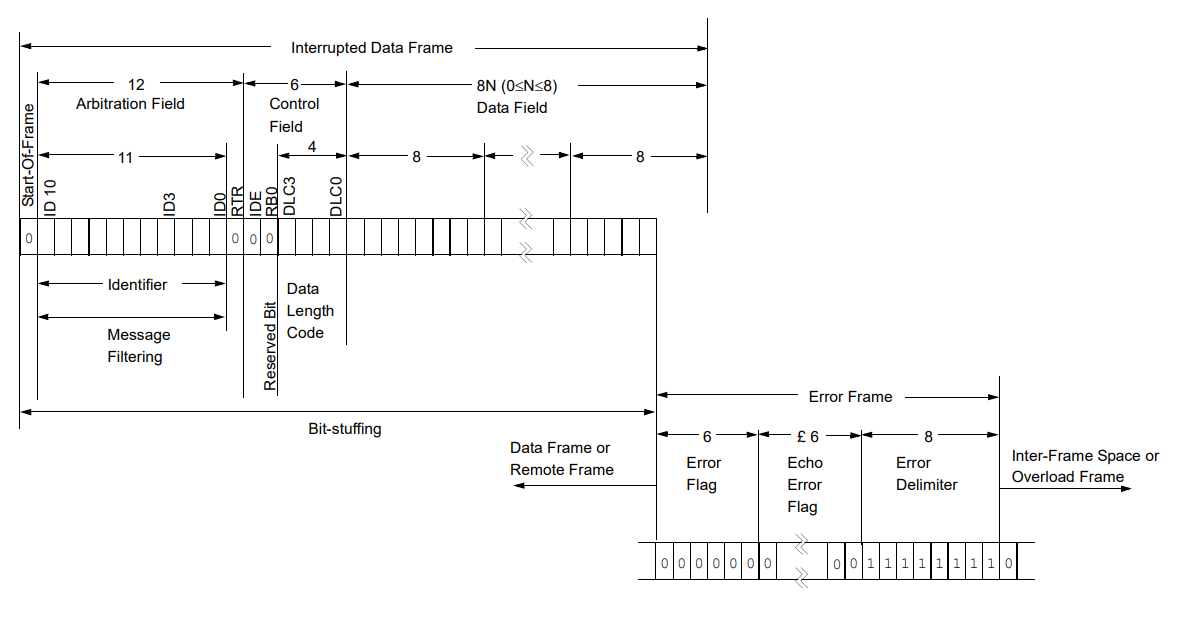 Interrupted Data Frame
12
6
8N (0≤N≤8)
Arbitration Field
Control
Field
Data Field
Start-Of-Frame
11
4
8
8
ID 10
ID3
ID0
RTR
IDE
RB0
DLC3
DLC0
0
0
0
0
Identifier
Message
Filtering
Reserved Bit
Data
Length
Code
Bit-stuffing
Error Frame
Data Frame or
Remote Frame
6
£ 6
8
Error
Flag
Echo
Error
Flag
Error
Delimiter
Inter-Frame Space or
Overload Frame
0 0 0 0 0 0 0
0 0 1 1 1 1 1 1 1 1 0